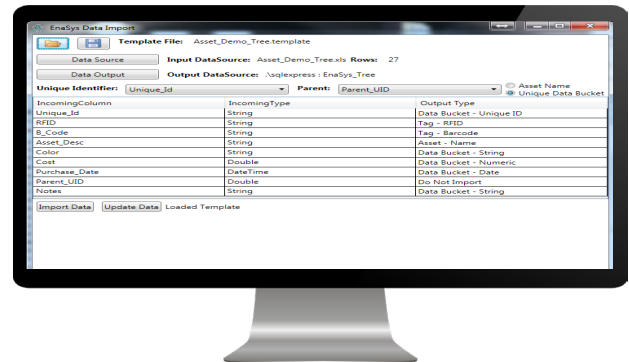 EnaSys Data Import
Template File: Asset_Demo_Tree.template
Data Source Input DataSource: Asset_Demo_Tree.xls Rows: 27
Data Output Output DataSource: .\sqlexpress : EnaSys_Tree
Unique Identifier: Unique_Id Parent: Parent_UID Asset Name
Unique Data Bucket
IncomingColumn IncomingType Output Type
Unique_Id String Data Bucket - Unique ID
RFID String Tag - RFID
B_Code String Tag - Barcode
Asset_Desc String Asset - Name
Color String Data Bucket - String
Cost Double Data Bucket - Numeric
Purchase_Date DateTime Data Bucket - Date
Parent_UID Double Do Not Import
Notes String Data Bucket - String
Import Data Update Data Loaded Template